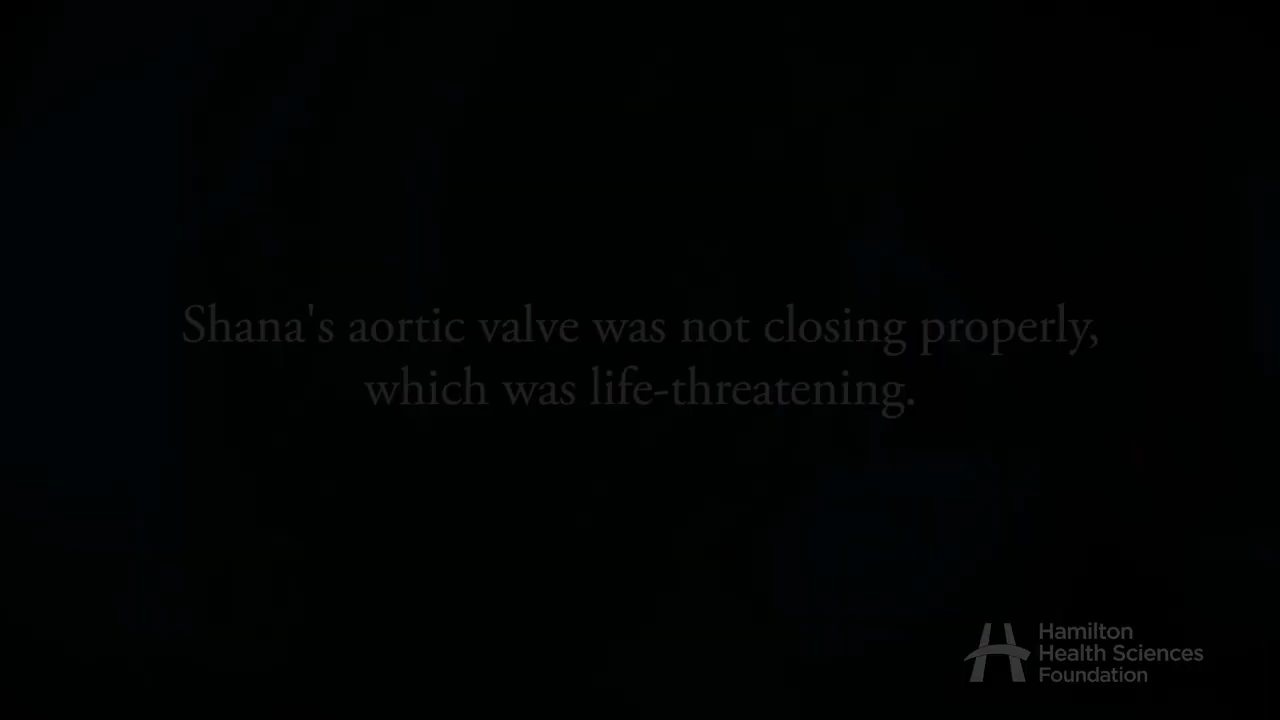 Shana's aortic valve was not closing properly,
which was life-threatening.
Hamilton
Health Sciences
Foundation